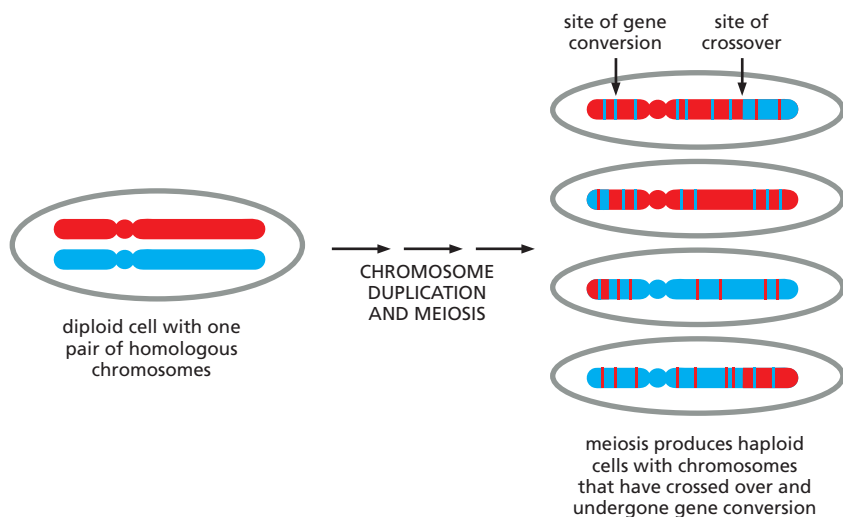 site of gene
conversion
site of
crossover
CHROMOSOME
DUPLICATION
AND MEIOSIS
diploid cell with one
pair of homologous
chromosomes
meiosis produces haploid
cells with chromosomes
that have crossed over and
undergone gene conversion